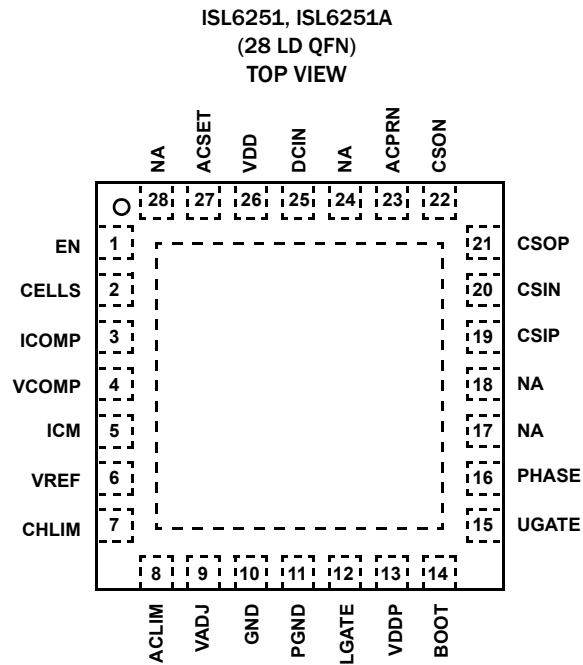 ISL6251, ISL6251A
(28 LD QFN)
TOP VIEW
NA
ACSET
VDD
DCIN
NA
ACPRN
CSON
28
27
26
25
24
23
22
EN
1
21
CSOP
CELLS
2
20
CSIN
ICOMP
3
19
CSIP
VCOMP
4
18
NA
ICM
5
17
NA
VREF
6
16
PHASE
CHLIM
7
15
UGATE
8
9
10
11
12
13
14
ACLIM
VADJ
GND
PGND
LGATE
VDDP
BOOT